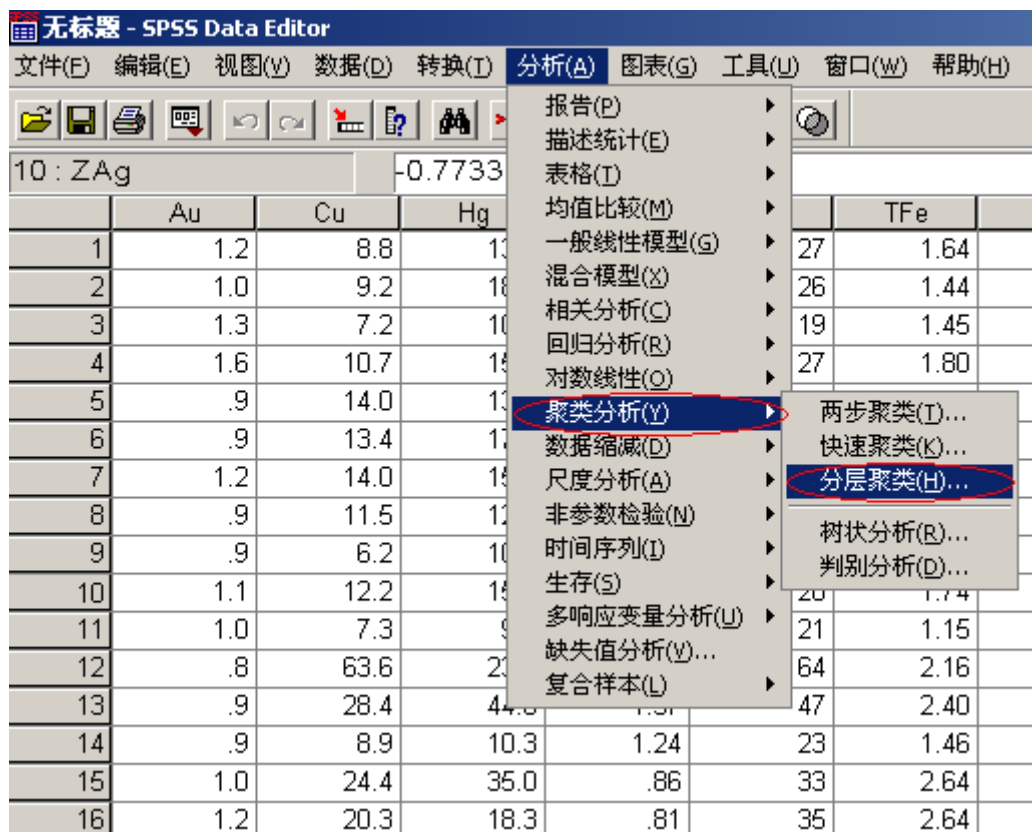 无标题 - SPSS Data Editor
文件(F) 编辑(E) 视图(V) 数据(D) 转换(T) 分析(A) 图表(G) 工具(U) 窗口(W) 帮助(H)
10 : ZAg -0.7733
报告(P)
描述统计(E)
表格(T)
均值比较(M)
一般线性模型(G)
混合模型(X)
相关分析(C)
回归分析(R)
对数线性(O)
聚类分析(Y)
数据缩减(D)
尺度分析(A)
非参数检验(N)
时间序列(I)
生存(S)
多响应变量分析(U)
缺失值分析(V)...
复合样本(L)
两步聚类(T)...
快速聚类(K)...
分层聚类(H)...
树状分析(R)...
判别分析(D)...
Au Cu Hg TFe
1 1.2 8.8 27 1.64
2 1.0 9.2 26 1.44
3 1.3 7.2 19 1.45
4 1.6 10.7 27 1.80
5 .9 14.0
6 .9 13.4
7 1.2 14.0
8 .9 11.5
9 .9 6.2
10 1.1 12.2
11 1.0 7.3 21 1.15
12 .8 63.6 64 2.16
13 .9 28.4 47 2.40
14 .9 8.9 10.3 1.24 23 1.46
15 1.0 24.4 35.0 .86 33 2.64
16 1.2 20.3 18.3 .81 35 2.64